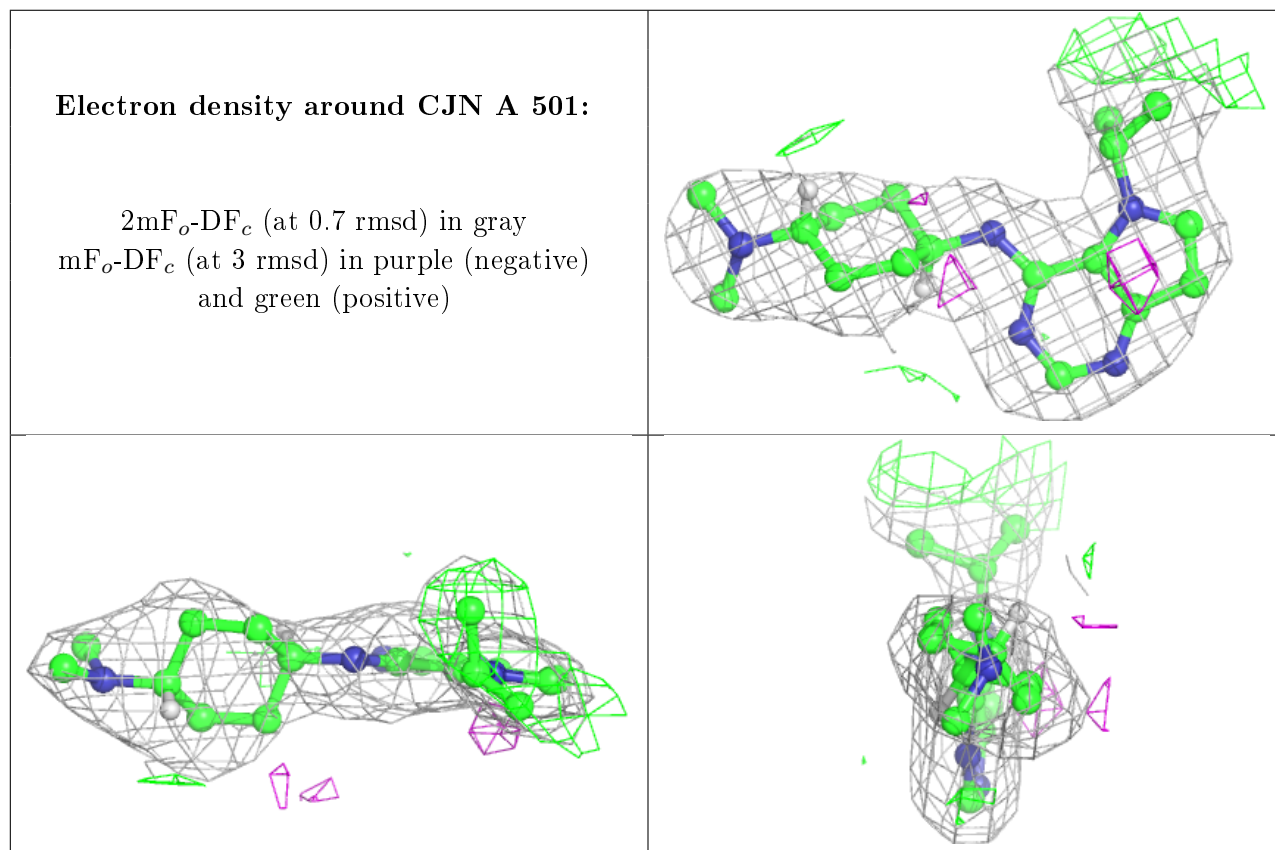 Electron density around CJN A 501:
2mFo-DFc (at 0.7 rmsd) in gray
mFo-DFc (at 3 rmsd) in purple (negative)
and green (positive)